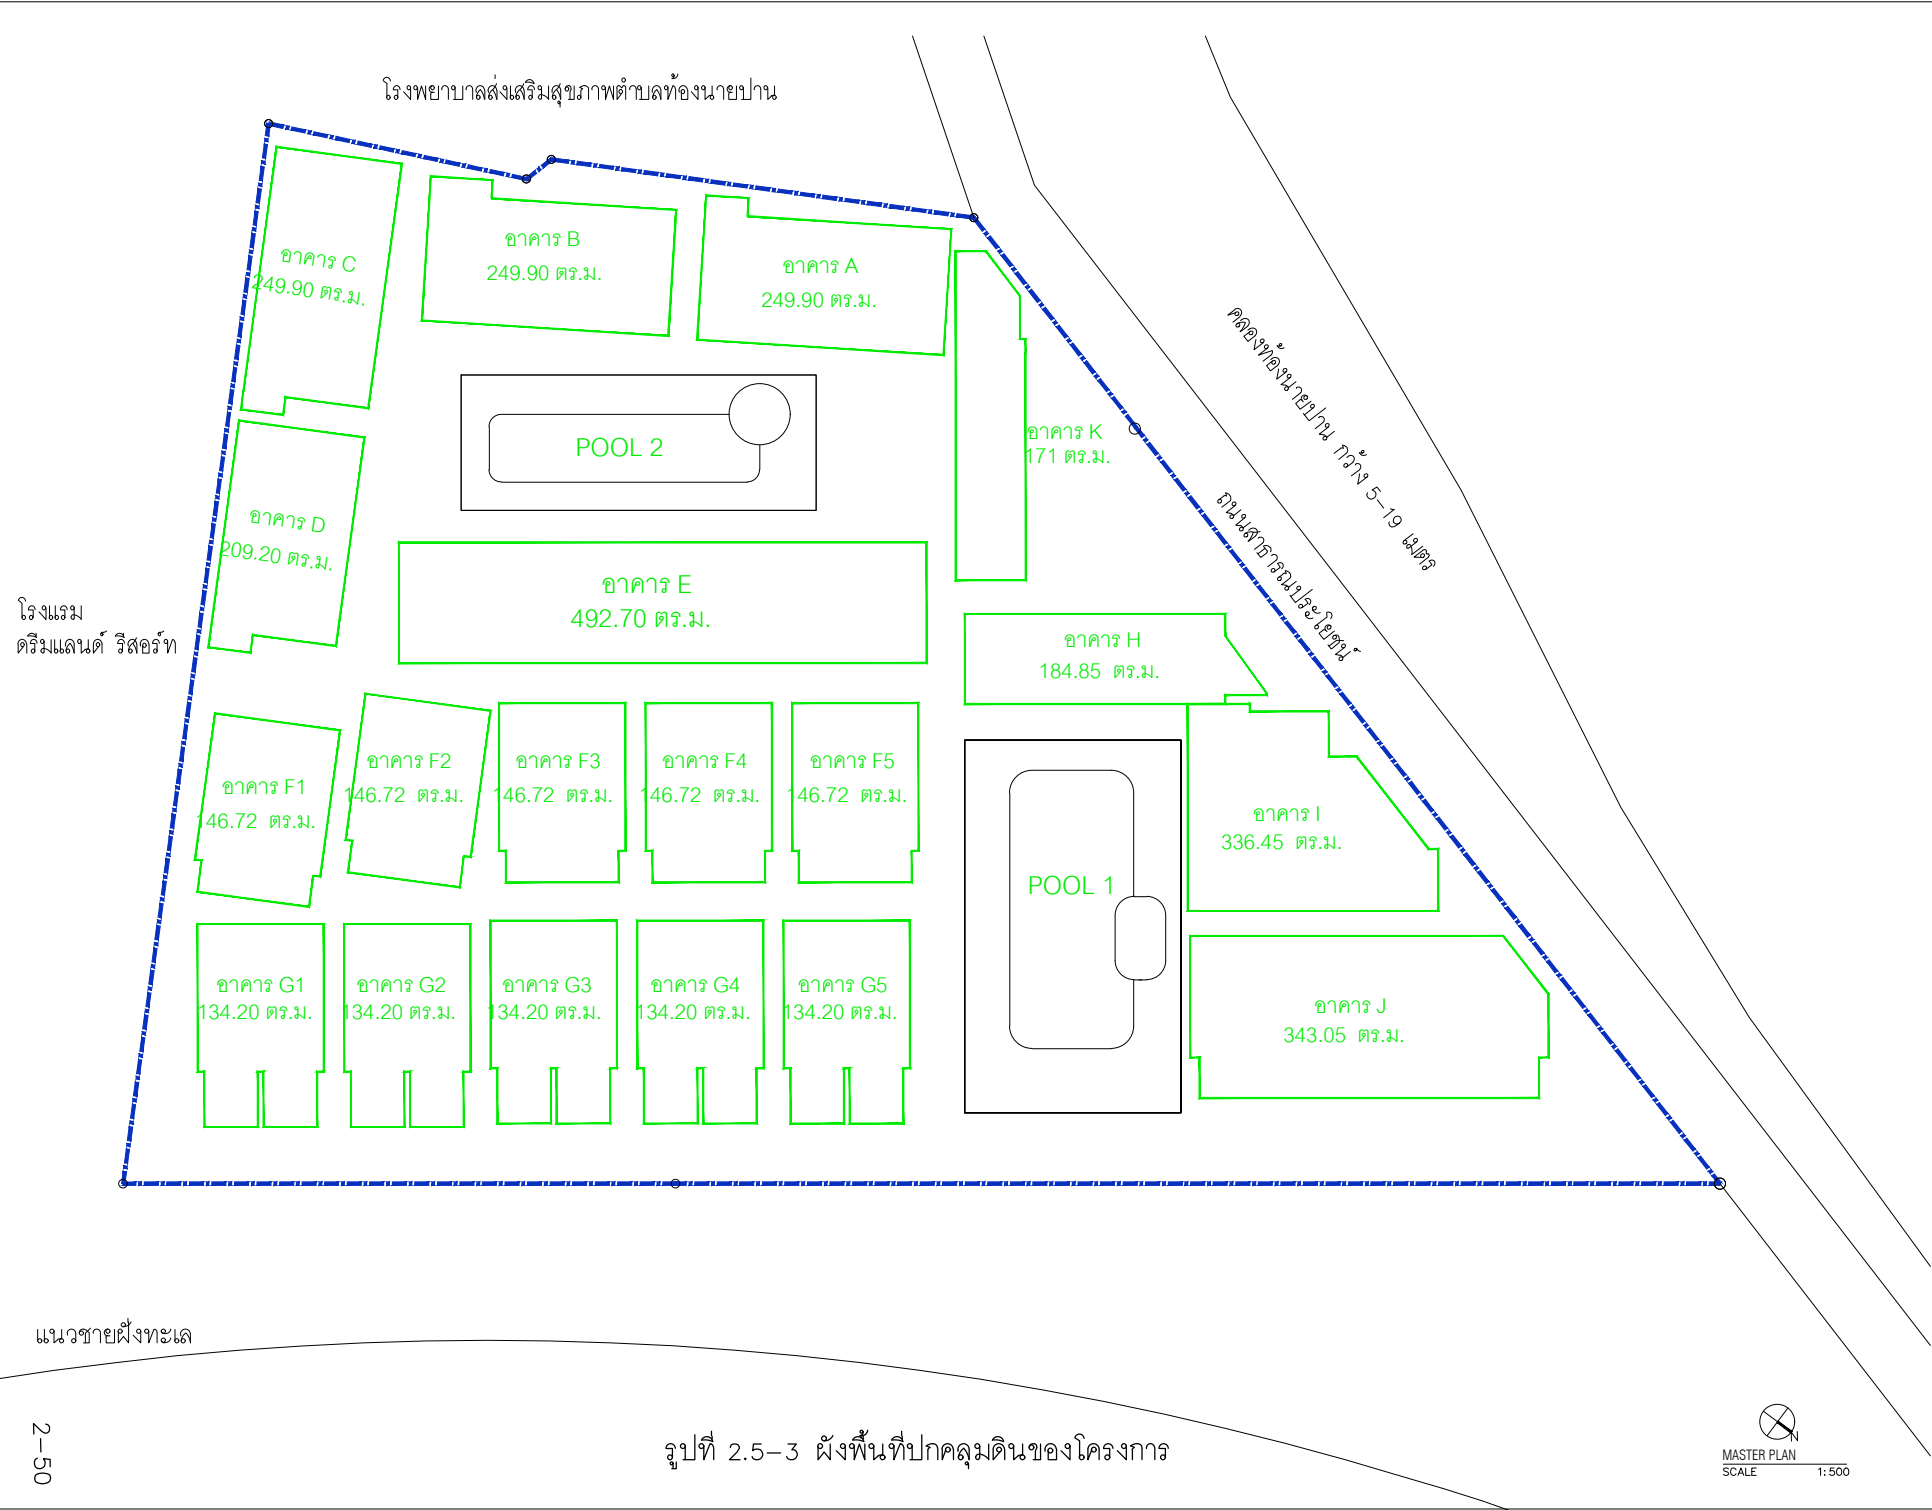 โรงพยาบาลส่งเสริมสุขภาพตำบลท้องนายปาน
อาคาร C
249.90 ตร.ม.
อาคาร B
249.90 ตร.ม.
อาคาร A
249.90 ตร.ม.
คลองท้องนายปาน กว้าง 5-19 เมตร
POOL 2
อาคาร K
171 ตร.ม.
ถนนสาธารณประโยชน์
อาคาร D
209.20 ตร.ม.
อาคาร E
492.70 ตร.ม.
โรงแรม
ดรีมแลนด์ รีสอร์ท
อาคาร H
184.85 ตร.ม.
อาคาร F1
146.72 ตร.ม.
อาคาร F2
146.72 ตร.ม.
อาคาร F3
146.72 ตร.ม.
อาคาร F4
146.72 ตร.ม.
อาคาร F5
146.72 ตร.ม.
อาคาร I
336.45 ตร.ม.
POOL 1
อาคาร G1
134.20 ตร.ม.
อาคาร G2
134.20 ตร.ม.
อาคาร G3
134.20 ตร.ม.
อาคาร G4
134.20 ตร.ม.
อาคาร G5
134.20 ตร.ม.
อาคาร J
343.05 ตร.ม.
แนวชายฝั่งทะเล
2-50
รูปที่ 2.5-3 ผังพื้นที่ปกคลุมดินของโครงการ
N
MASTER PLAN
SCALE 1:500